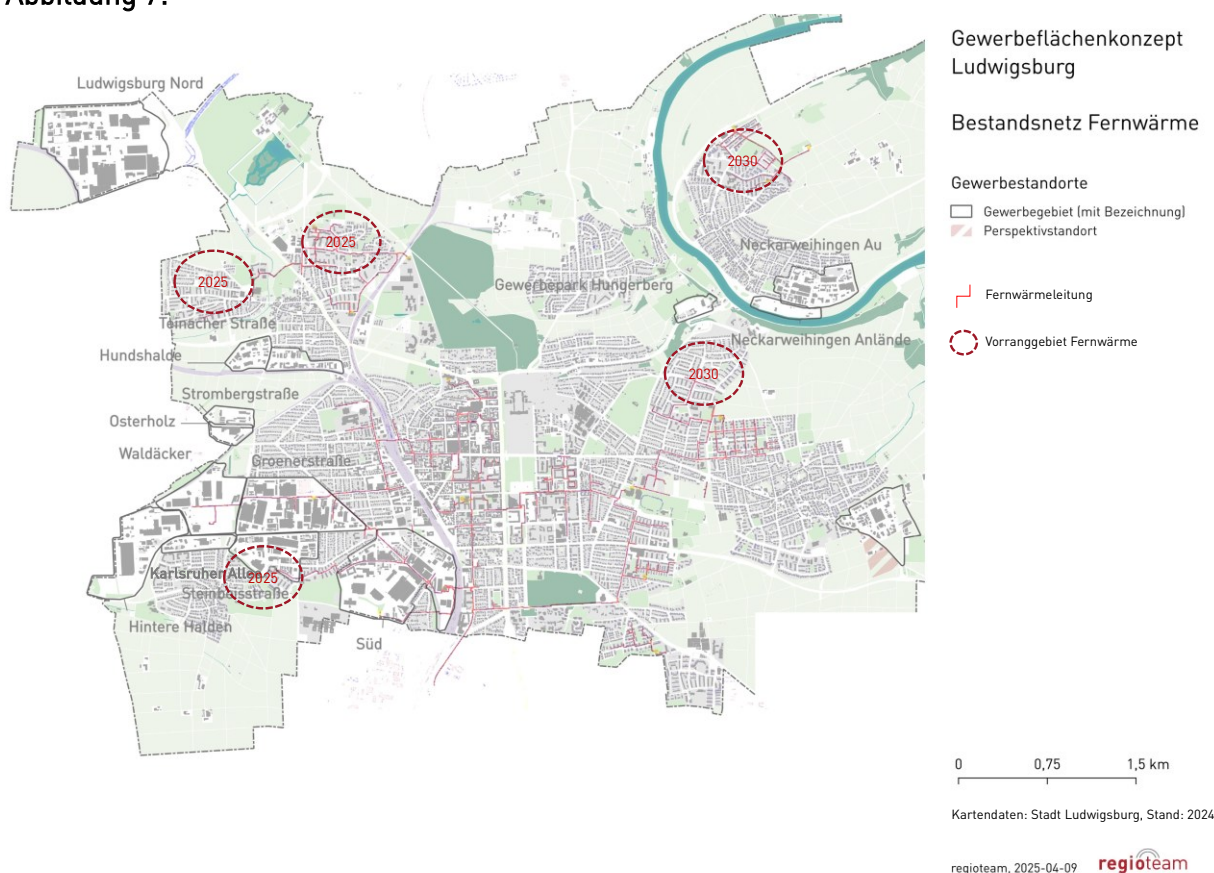 Abbildung 7:
Gewerbeflächenkonzept
Ludwigsburg
Bestandsnetz Fernwärme
Gewerbestandorte
Gewerbegebiet (mit Bezeichnung)
Perspektivstandort
Fernwärmeleitung
Vorranggebiet Fernwärme
Ludwigsburg Nord
2030
2025
Neckarweihingen Au
2025
Gewerbepark Hungerberg
Teinacher Straße
Neckarweihingen Anlände
Hundshalde
2030
Strombergstraße
Osterholz
Waldäcker
Groenerstraße
Karlsruher Allee
2025
Steinbeisstraße
Hintere Halden
Süd
0 0,75 1,5 km
Kartendaten: Stadt Ludwigsburg, Stand: 2024
regioteam, 2025-04-09
regioteam